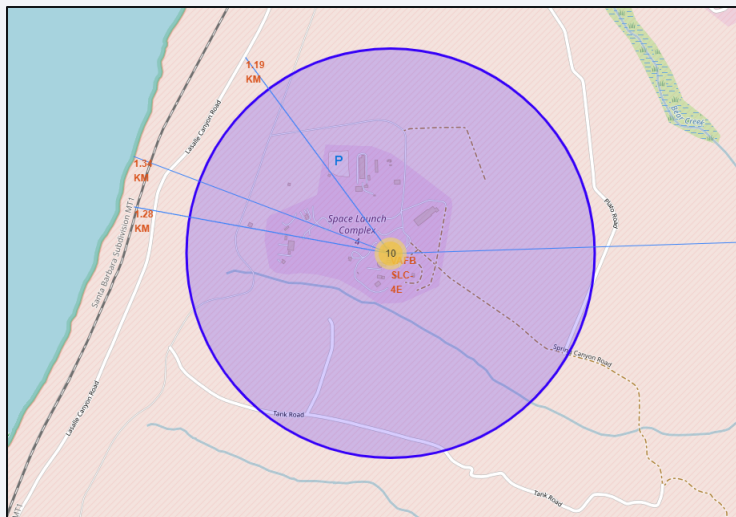 1.19
KM
Lasalle Canyon Road
Bear Creek
P
1.34
KM
Santa Barbara Subdivision MT1
1.28
KM
Space Launch
Complex
4
10
SLC-
4E
Spring Canyon Road
Tank Road
Lasalle Canyon Road
Tank Road
MT1